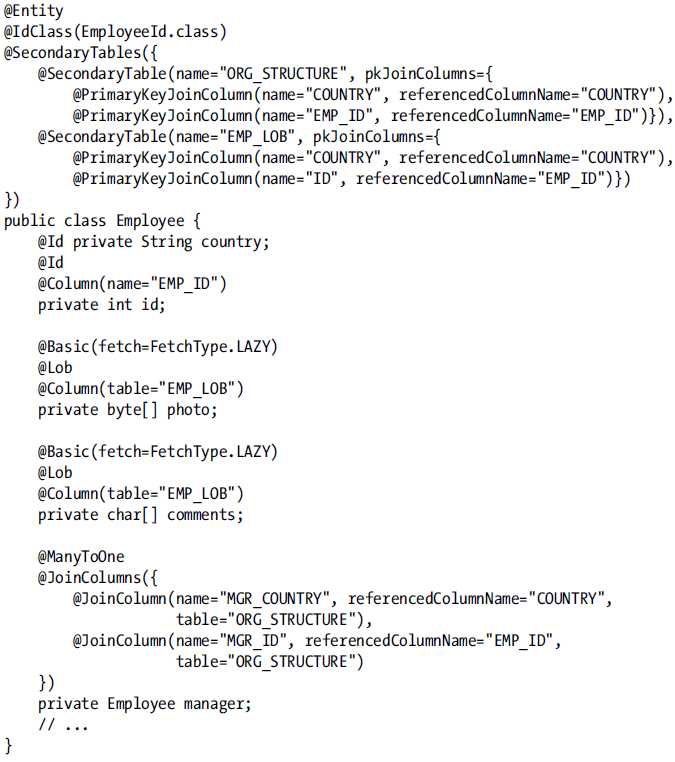 @Entity
@IdClass(EmployeeId.class)
@SecondaryTables({
    @SecondaryTable(name="ORG_STRUCTURE", pkJoinColumns={
        @PrimaryKeyJoinColumn(name="COUNTRY", referencedColumnName="COUNTRY"),
        @PrimaryKeyJoinColumn(name="EMP_ID", referencedColumnName="EMP_ID")}),
    @SecondaryTable(name="EMP_LOB", pkJoinColumns={
        @PrimaryKeyJoinColumn(name="COUNTRY", referencedColumnName="COUNTRY"),
        @PrimaryKeyJoinColumn(name="ID", referencedColumnName="EMP_ID")})
})
public class Employee {
    @Id private String country;
    @Id
    @Column(name="EMP_ID")
    private int id;

    @Basic(fetch=FetchType.LAZY)
    @Lob
    @Column(table="EMP_LOB")
    private byte[] photo;

    @Basic(fetch=FetchType.LAZY)
    @Lob
    @Column(table="EMP_LOB")
    private char[] comments;

    @ManyToOne
    @JoinColumns({
        @JoinColumn(name="MGR_COUNTRY", referencedColumnName="COUNTRY",
                    table="ORG_STRUCTURE"),
        @JoinColumn(name="MGR_ID", referencedColumnName="EMP_ID",
                    table="ORG_STRUCTURE")
    })
    private Employee manager;
    // ...
}